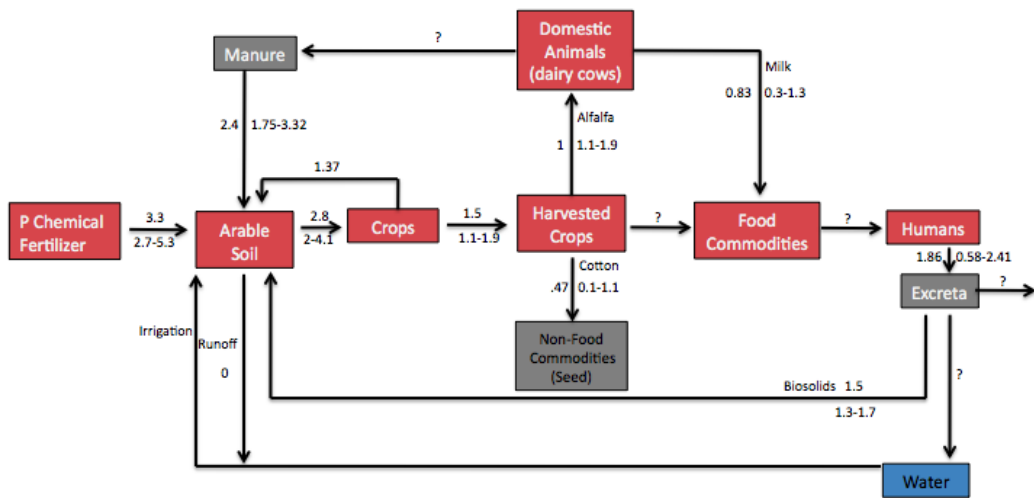 Domestic
Animals
(dairy cows)
?
Manure
Milk
0.83 0.3-1.3
2.4 1.75-3.32
Alfalfa
1 1.1-1.9
1.37
P Chemical
Fertilizer
3.3
2.7-5.3
Arable
Soil
2.8
2-4.1
Crops
1.5
1.1-1.9
Harvested
Crops
?
Food
Commodities
?
Humans
1.86 0.58-2.41
Excreta
?
Cotton
.47 0.1-1.1
Non-Food
Commodities
(Seed)
Irrigation
Runoff
0
?
Biosolids 1.5
1.3-1.7
Water